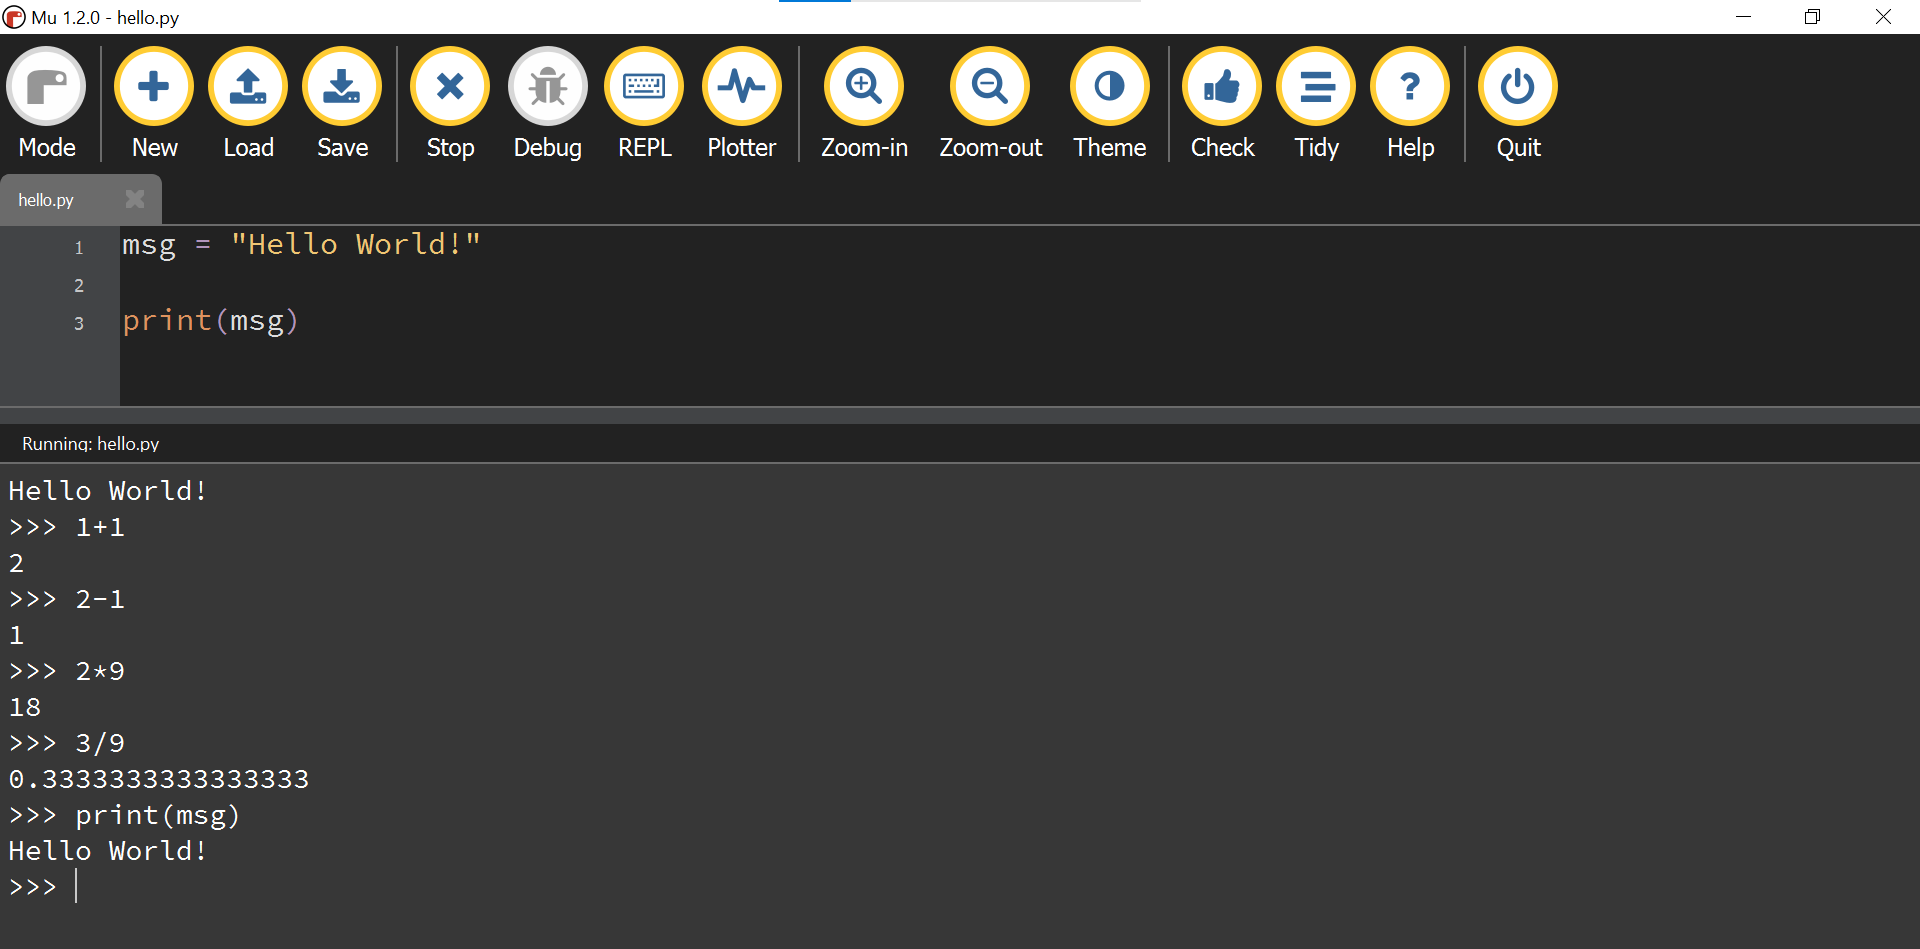 Mu 1.2.0 - hello.py
Mode New Load Save Stop Debug REPL Plotter Zoom-in Zoom-out Theme Check Tidy Help Quit
hello.py
1 msg = "Hello World!"
2
3 print(msg)
Running: hello.py
Hello World!
>>> 1+1
2
>>> 2-1
1
>>> 2*9
18
>>> 3/9
0.3333333333333333
>>> print(msg)
Hello World!
>>>